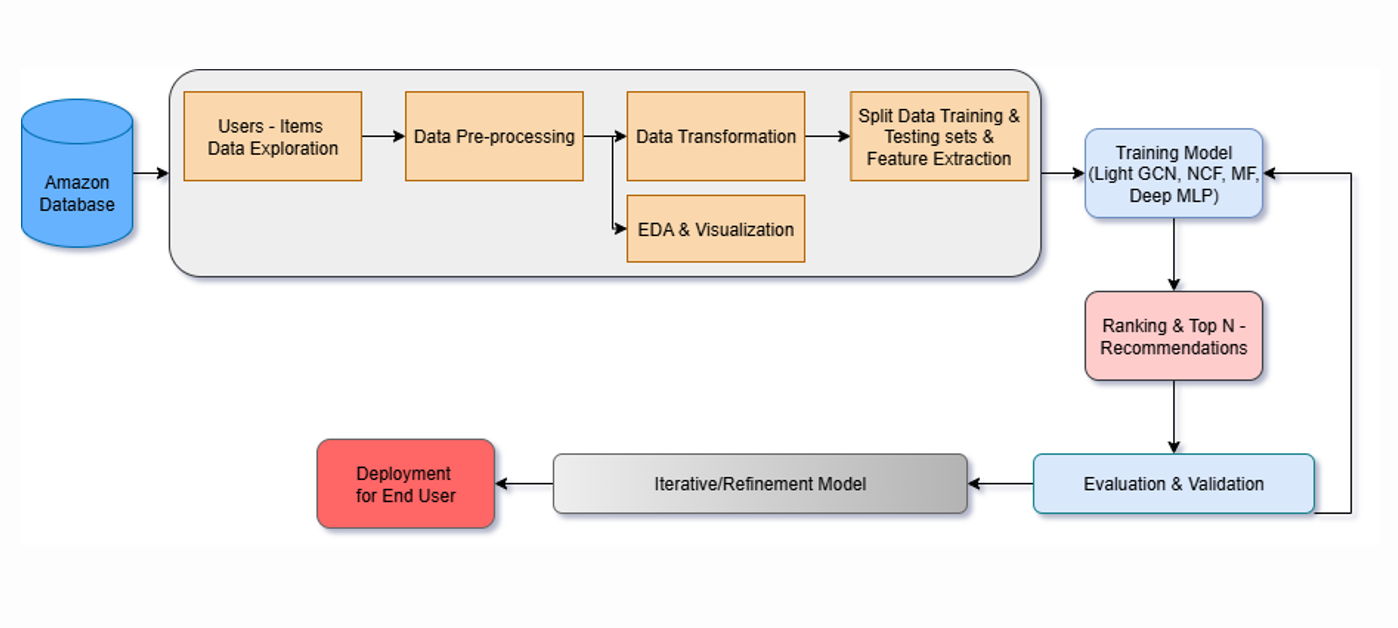 Amazon
Database
Users - Items
Data Exploration
Data Pre-processing
Data Transformation
EDA & Visualization
Split Data Training &
Testing sets &
Feature Extraction
Training Model
(Light GCN, NCF, MF,
Deep MLP)
Ranking & Top N -
Recommendations
Evaluation & Validation
Iterative/Refinement Model
Deployment
for End User